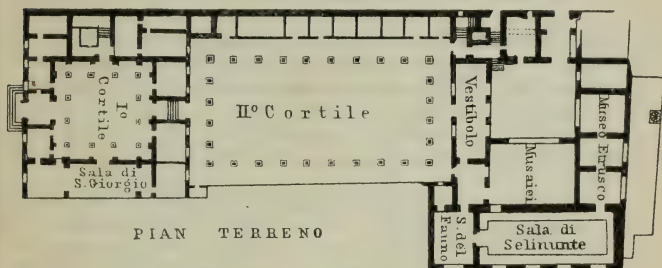 Iº Cortile
IIº Cortile
Vestibolo
Musaici
Museo Etrusco
Sala di
S. Giorgio
PIAN TERRENO
S. del
Fauno
Sala di
Selinunte